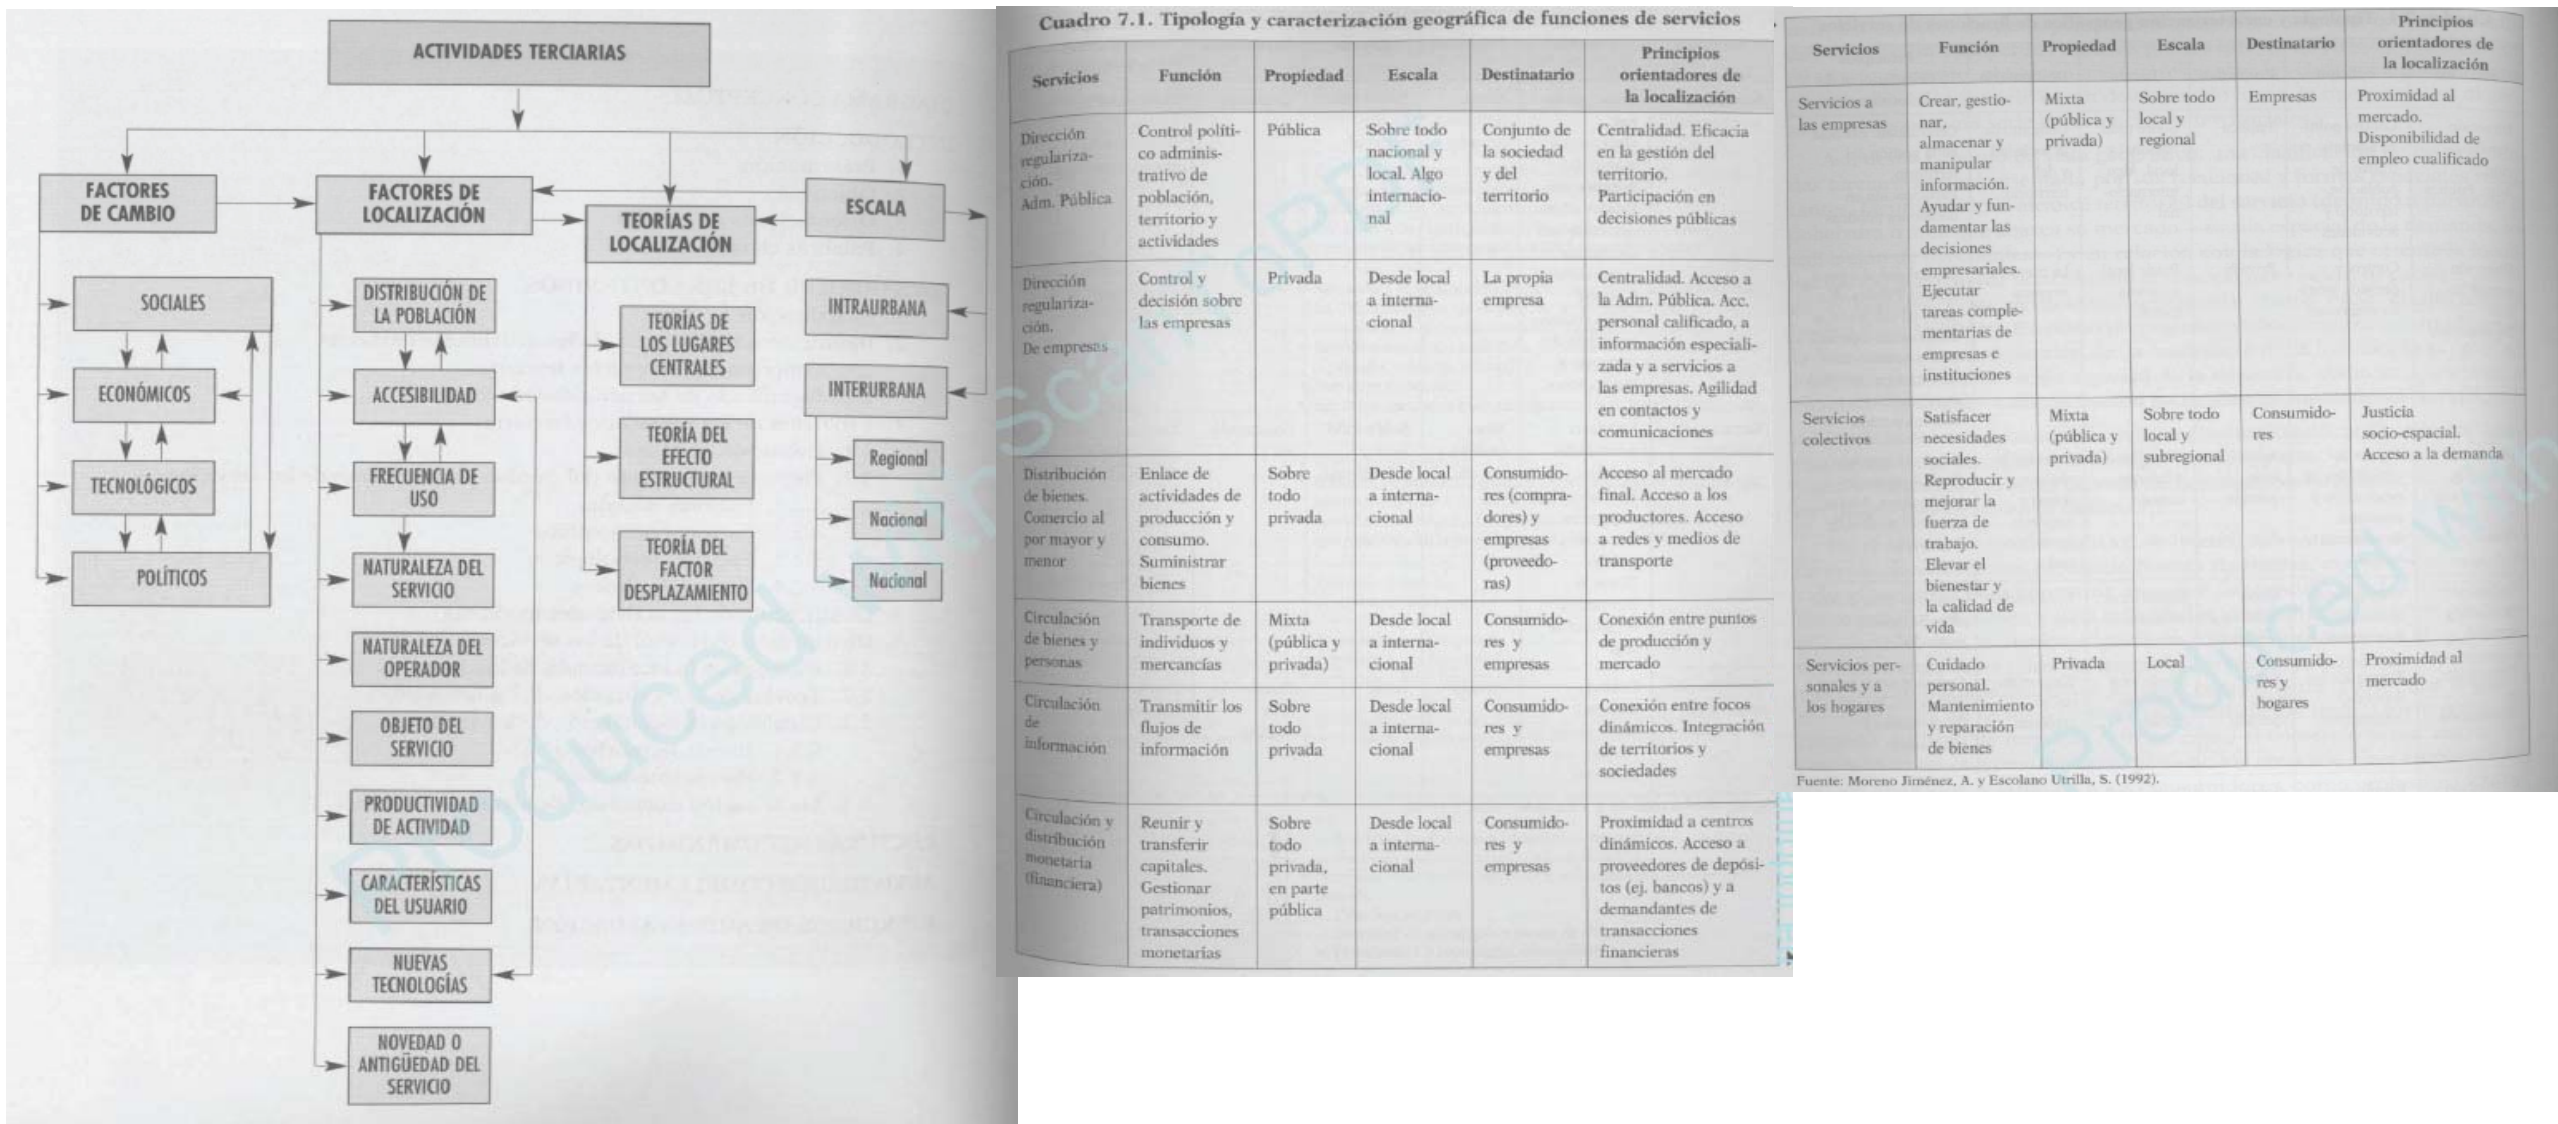 ACTIVIDADES TERCIARIAS
FACTORES
DE CAMBIO
FACTORES DE
LOCALIZACIÓN
TEORÍAS DE
LOCALIZACIÓN
ESCALA
SOCIALES
ECONÓMICOS
TECNOLÓGICOS
POLÍTICOS
DISTRIBUCIÓN DE
LA POBLACIÓN
ACCESIBILIDAD
FRECUENCIA DE
USO
NATURALEZA DEL
SERVICIO
NATURALEZA DEL
OPERADOR
OBJETO DEL
SERVICIO
PRODUCTIVIDAD
DE ACTIVIDAD
CARACTERÍSTICAS
DEL USUARIO
NUEVAS
TECNOLOGÍAS
NOVEDAD O
ANTIGÜEDAD DEL
SERVICIO
TEORÍAS DE
LOS LUGARES
CENTRALES
TEORÍA DEL
EFECTO
ESTRUCTURAL
TEORÍA DEL
FACTOR
DESPLAZAMIENTO
INTRAURBANA
INTERURBANA
Regional
Nacional
Nacional
Produced with ScanToPDF
Cuadro 7.1. Tipología y caracterización geográfica de funciones de servicios
Servicios
Función
Propiedad
Escala
Destinatario
Principios
orientadores de
la localización
Dirección
regulariza-
ción.
Adm. Pública
Control políti-
co adminis-
trativo de
población,
territorio y
actividades
Pública
Sobre todo
nacional y
local. Algo
internacio-
nal
Conjunto de
la sociedad
y del
territorio
Centralidad. Eficacia
en la gestión del
territorio.
Participación en
decisiones públicas
Dirección
regulariza-
ción.
De empresas
Control y
decisión sobre
las empresas
Privada
Desde local
a interna-
cional
La propia
empresa
Centralidad. Acceso a
la Adm. Pública. Acc.
personal calificado, a
información especiali-
zada y a servicios a
las empresas. Agilidad
en contactos y
comunicaciones
Distribución
de bienes.
Comercio al
por mayor y
menor
Enlace de
actividades de
producción y
consumo.
Suministrar
bienes
Sobre
todo
privada
Desde local
a interna-
cional
Consumido-
res (compra-
dores) y
empresas
(proveedo-
ras)
Acceso al mercado
final. Acceso a los
productores. Acceso
a redes y medios de
transporte
Circulación
de bienes y
personas
Transporte de
individuos y
mercancías
Mixta
(pública y
privada)
Desde local
a interna-
cional
Consumido-
res y
empresas
Conexión entre puntos
de producción y
mercado
Circulación
de
información
Transmitir los
flujos de
información
Sobre
todo
privada
Desde local
a interna-
cional
Consumido-
res y
empresas
Conexión entre focos
dinámicos. Integración
de territorios y
sociedades
Circulación y
distribución
monetaria
(financiera)
Reunir y
transferir
capitales.
Gestionar
patrimonios,
transacciones
monetarias
Sobre
todo
privada,
en parte
pública
Desde local
a interna-
cional
Consumido-
res y
empresas
Proximidad a centros
dinámicos. Acceso a
proveedores de depósi-
tos (ej. bancos) y a
demandantes de
transacciones
financieras
Servicios
Función
Propiedad
Escala
Destinatario
Principios
orientadores de
la localización
Servicios a
las empresas
Crear, gestio-
nar,
almacenar y
manipular
información.
Ayudar y fun-
damentar las
decisiones
empresariales.
Ejecutar
tareas comple-
mentarias de
empresas e
instituciones
Mixta
(pública y
privada)
Sobre todo
local y
regional
Empresas
Proximidad al
mercado.
Disponibilidad de
empleo cualificado
Servicios
colectivos
Satisfacer
necesidades
sociales.
Reproducir y
mejorar la
fuerza de
trabajo.
Elevar el
bienestar y
la calidad de
vida
Mixta
(pública y
privada)
Sobre todo
local y
subregional
Consumido-
res
Justicia
socio-espacial.
Acceso a la demanda
Servicios per-
sonales y a
los hogares
Cuidado
personal.
Mantenimiento
y reparación
de bienes
Privada
Local
Consumido-
res y
hogares
Proximidad al
mercado
Fuente: Moreno Jiménez, A. y Escolano Utrilla, S. (1992).
Produced with